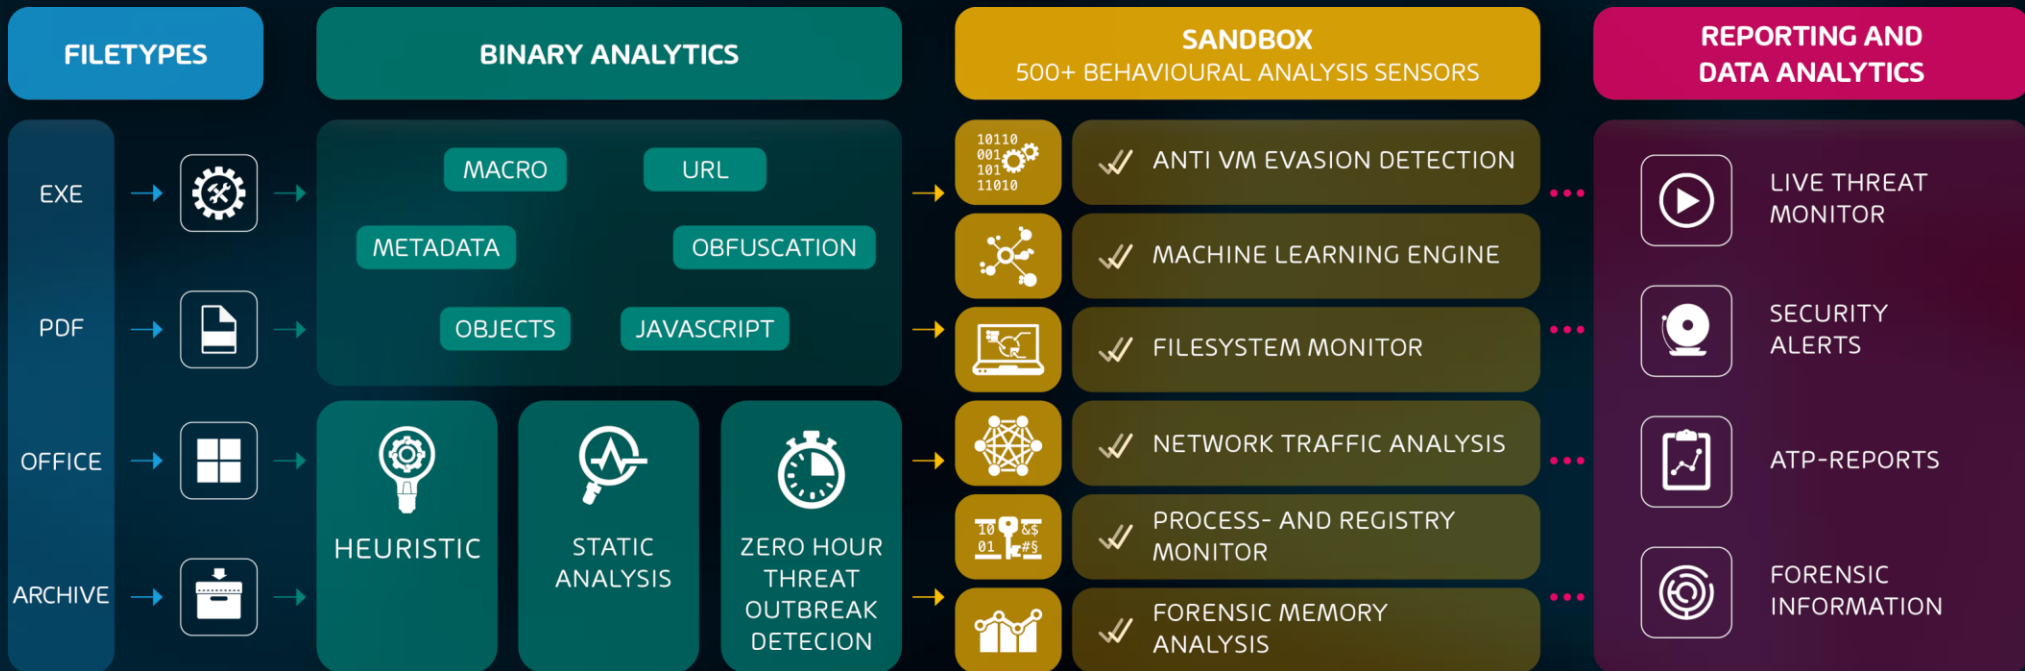 FILETYPES
EXE
PDF
OFFICE
ARCHIVE
BINARY ANALYTICS
MACRO
URL
METADATA
OBFUSCATION
OBJECTS
JAVASCRIPT
HEURISTIC
STATIC
ANALYSIS
ZERO HOUR
THREAT
OUTBREAK
DETECION
SANDBOX
500+ BEHAVIOURAL ANALYSIS SENSORS
10110
001
101
11010
ANTI VM EVASION DETECTION
MACHINE LEARNING ENGINE
FILESYSTEM MONITOR
NETWORK TRAFFIC ANALYSIS
10 &$
01 #§
PROCESS- AND REGISTRY
MONITOR
FORENSIC MEMORY
ANALYSIS
REPORTING AND
DATA ANALYTICS
LIVE THREAT
MONITOR
SECURITY
ALERTS
ATP-REPORTS
FORENSIC
INFORMATION